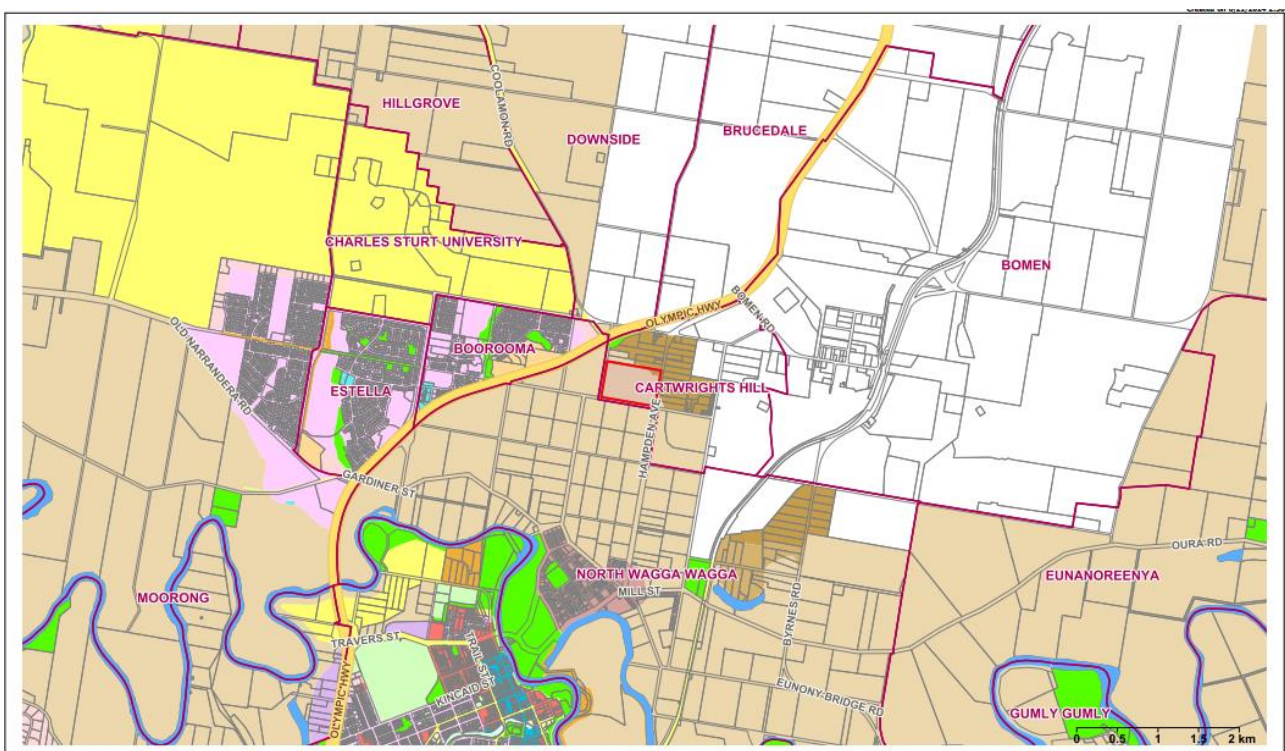 HILLGROVE
COOLAMON RD
DOWNSIDE
BRUCEDALE
CHARLES STURT UNIVERSITY
BOMEN
BOMEN RD
OLYMPIC HWY
OLD NARRANDERA RD
BOOROOMA
ESTELLA
CARTWRIGHTS HILL
HAMPDEN AVE
GARDINER ST
OURA RD
NORTH WAGGA WAGGA
EUNANOREENYA
MOORONG
MILL ST
BYRNES RD
TRAVERS ST
TRAIL ST
KINCAID ST
OLYMPIC HWY
EUNONY BRIDGE RD
GUMLY GUMLY
0 0.5 1 1.5 2 km